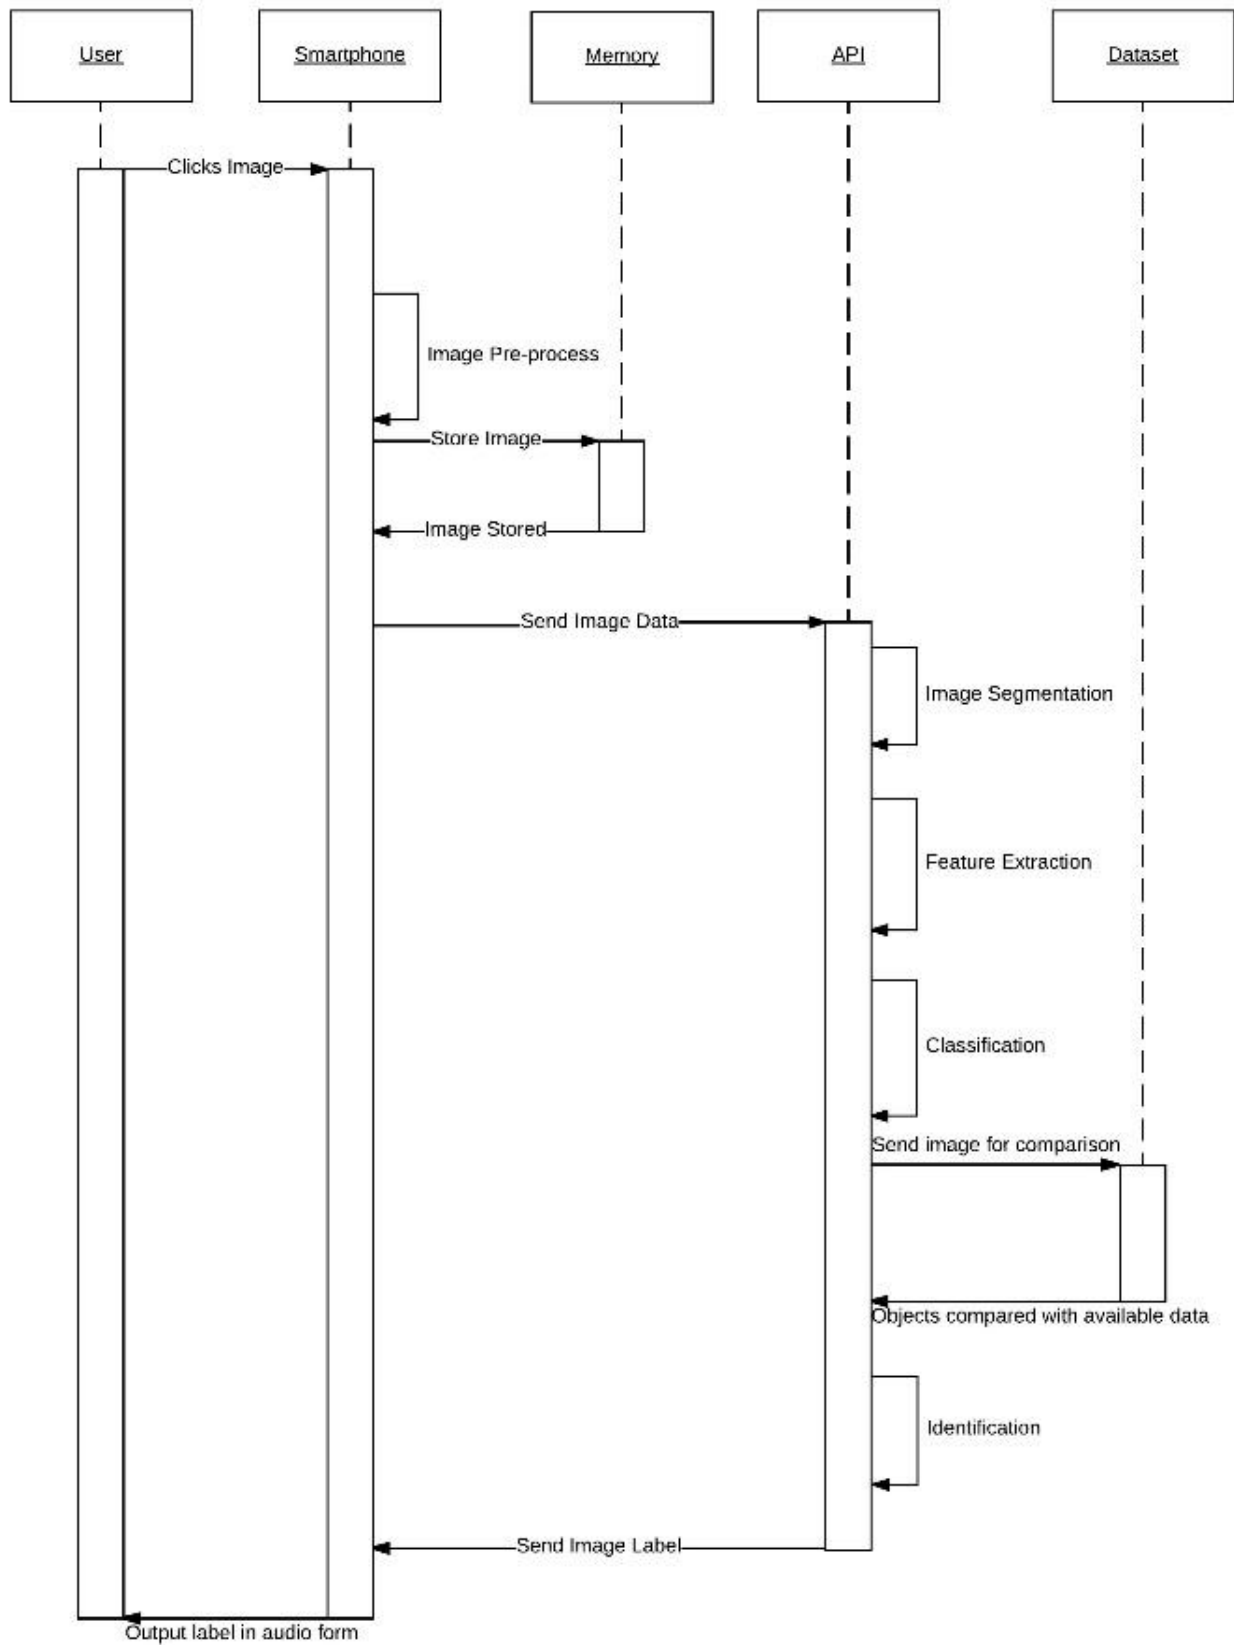 User
Smartphone
Memory
API
Dataset
Clicks Image
Image Pre-process
Store Image
Image Stored
Send Image Data
Image Segmentation
Feature Extraction
Classification
Send image for comparison
Objects compared with available data
Identification
Send Image Label
Output label in audio form